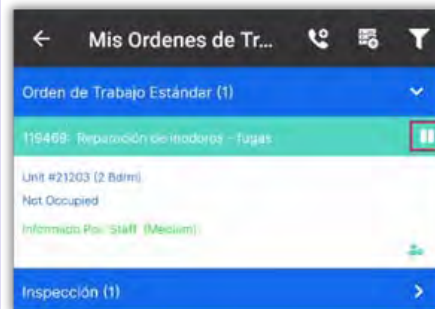 Mis Ordenes de Tr...
Orden de Trabajo Estándar (1)
119469: Reparación de inodoros - fugas
Unit #21203 (2 Bdrm)
Not Occupied
Informado Por: Staff (Medium)
Inspección (1)